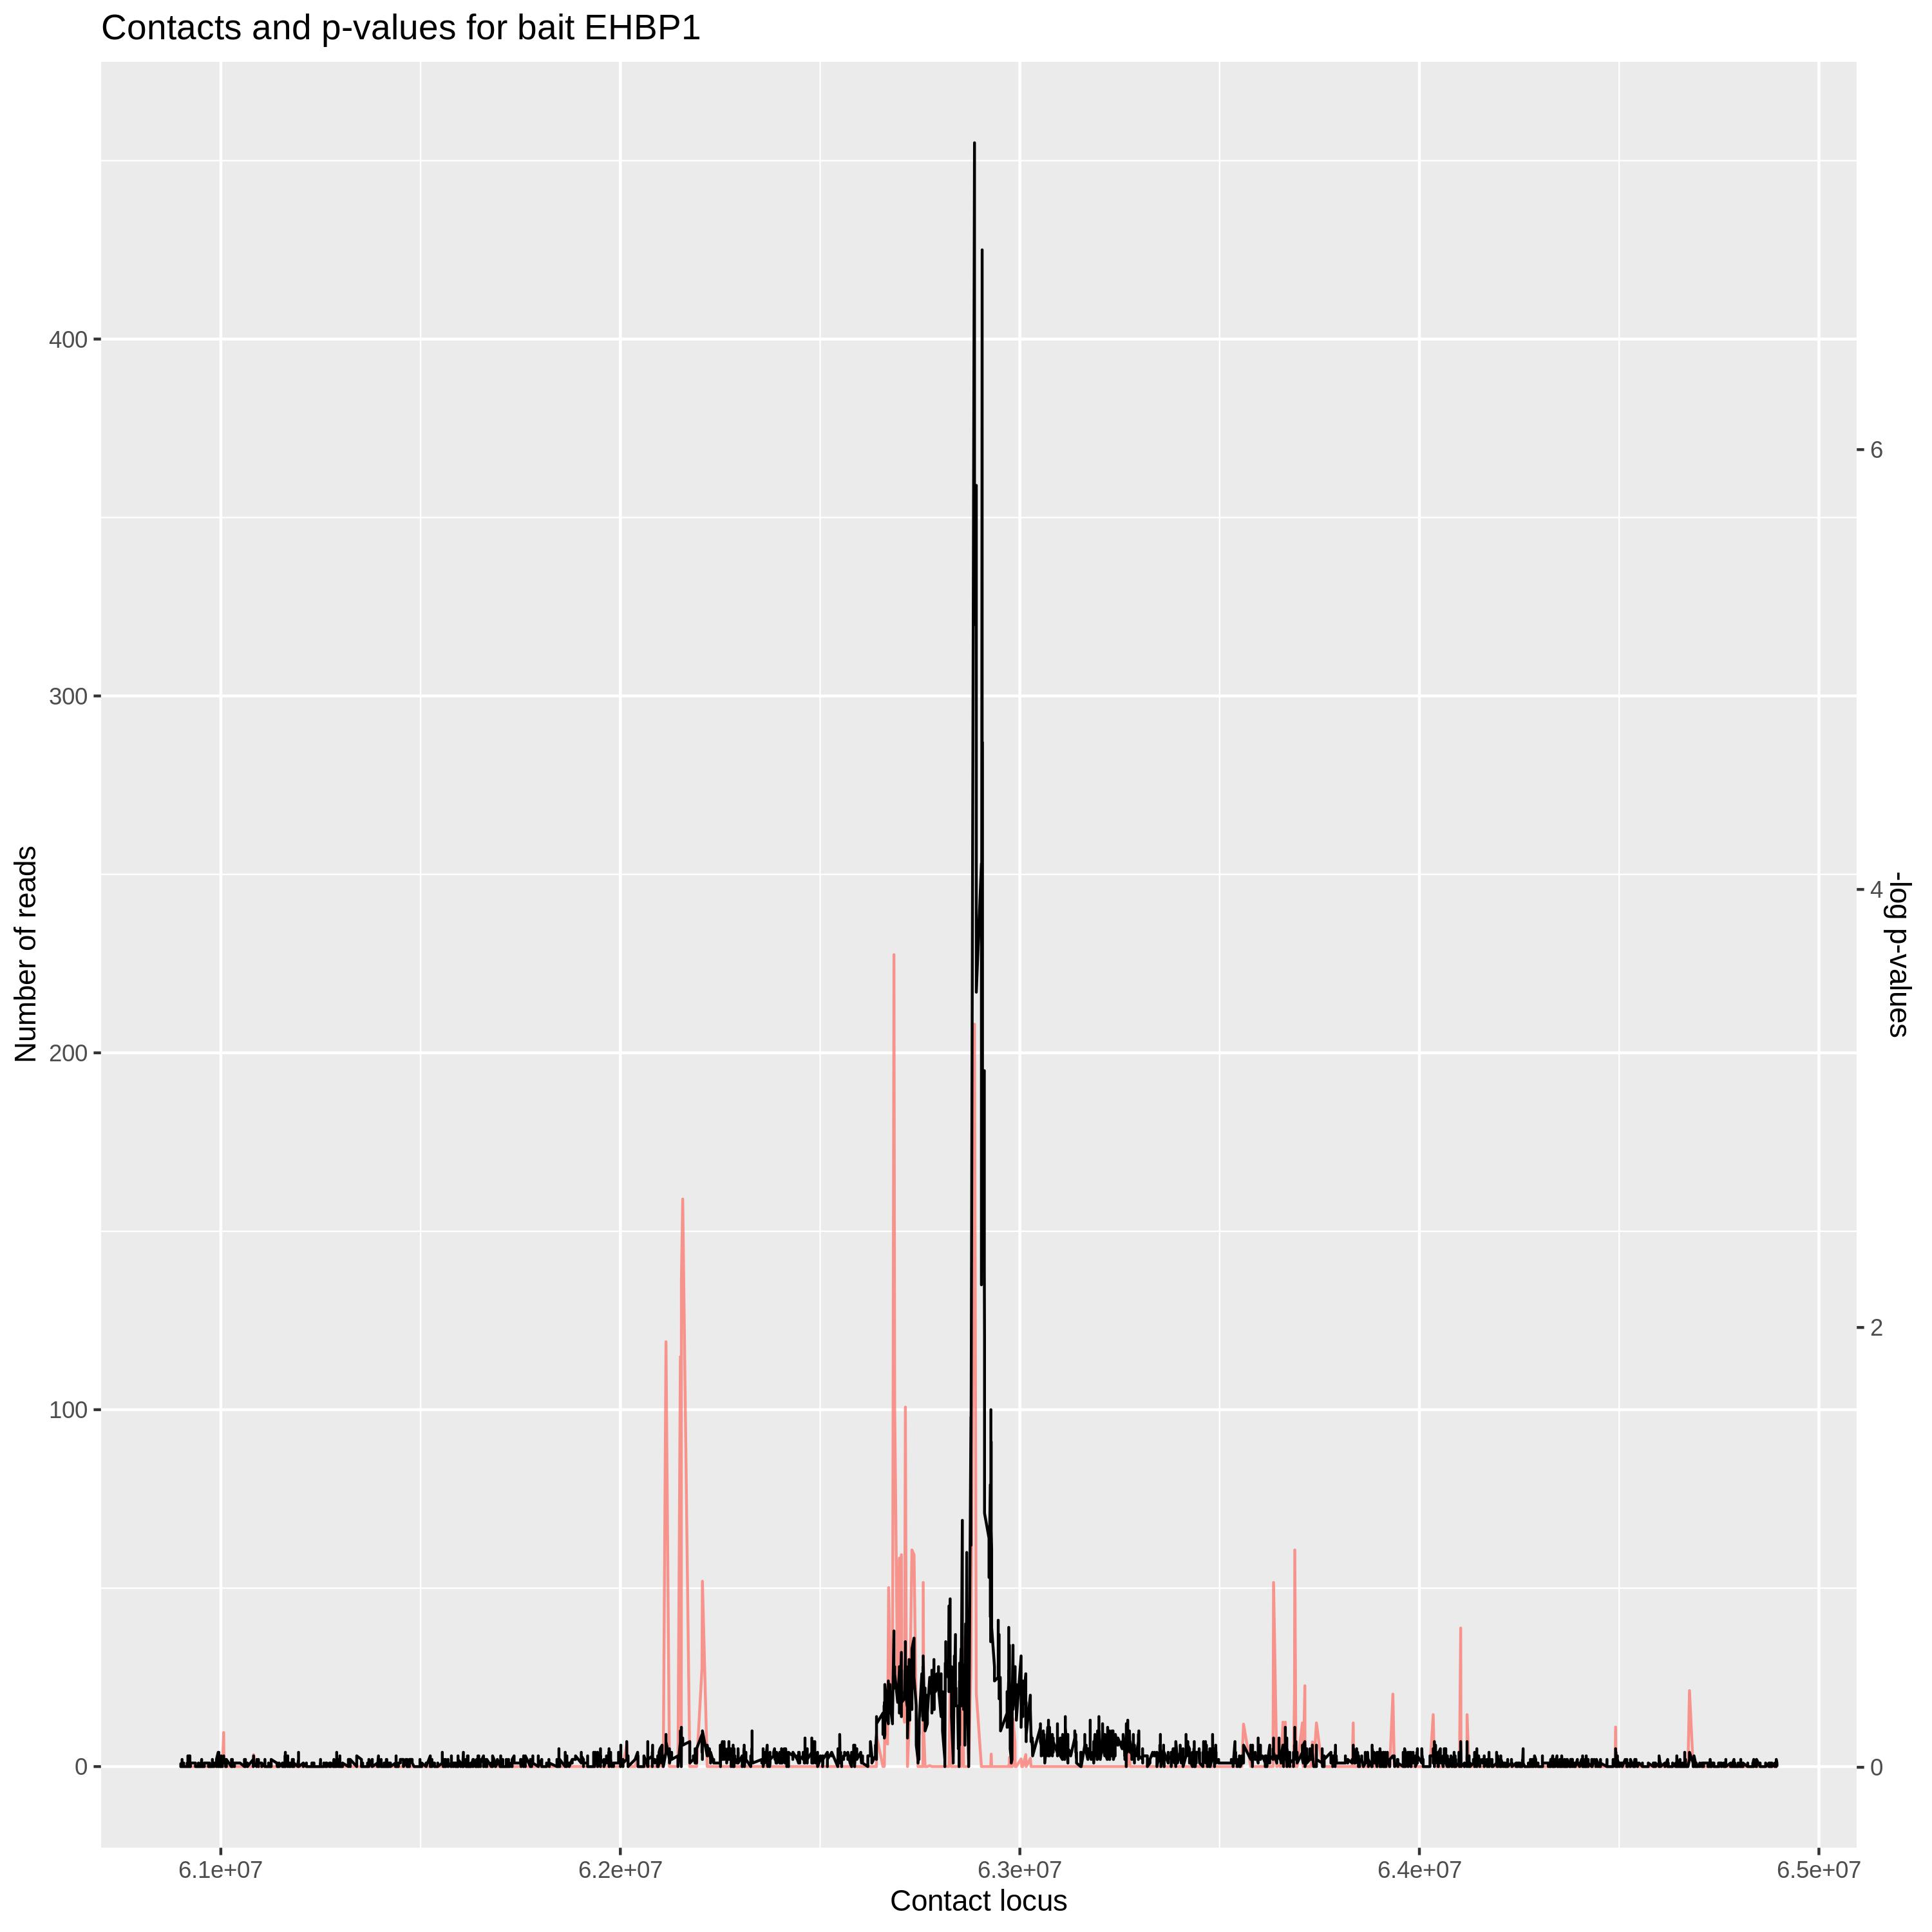 Contacts and p-values for bait EHBP1
400
300
200
100
0
Number of reads
6
4
2
0
-log p-values
6.1e+07
6.2e+07
6.3e+07
6.4e+07
6.5e+07
Contact locus